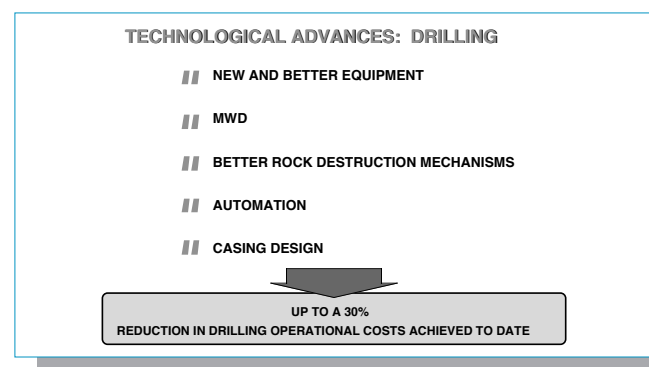 TECHNOLOGICAL ADVANCES: DRILLING
NEW AND BETTER EQUIPMENT
MWD
BETTER ROCK DESTRUCTION MECHANISMS
AUTOMATION
CASING DESIGN
UP TO A 30%
REDUCTION IN DRILLING OPERATIONAL COSTS ACHIEVED TO DATE